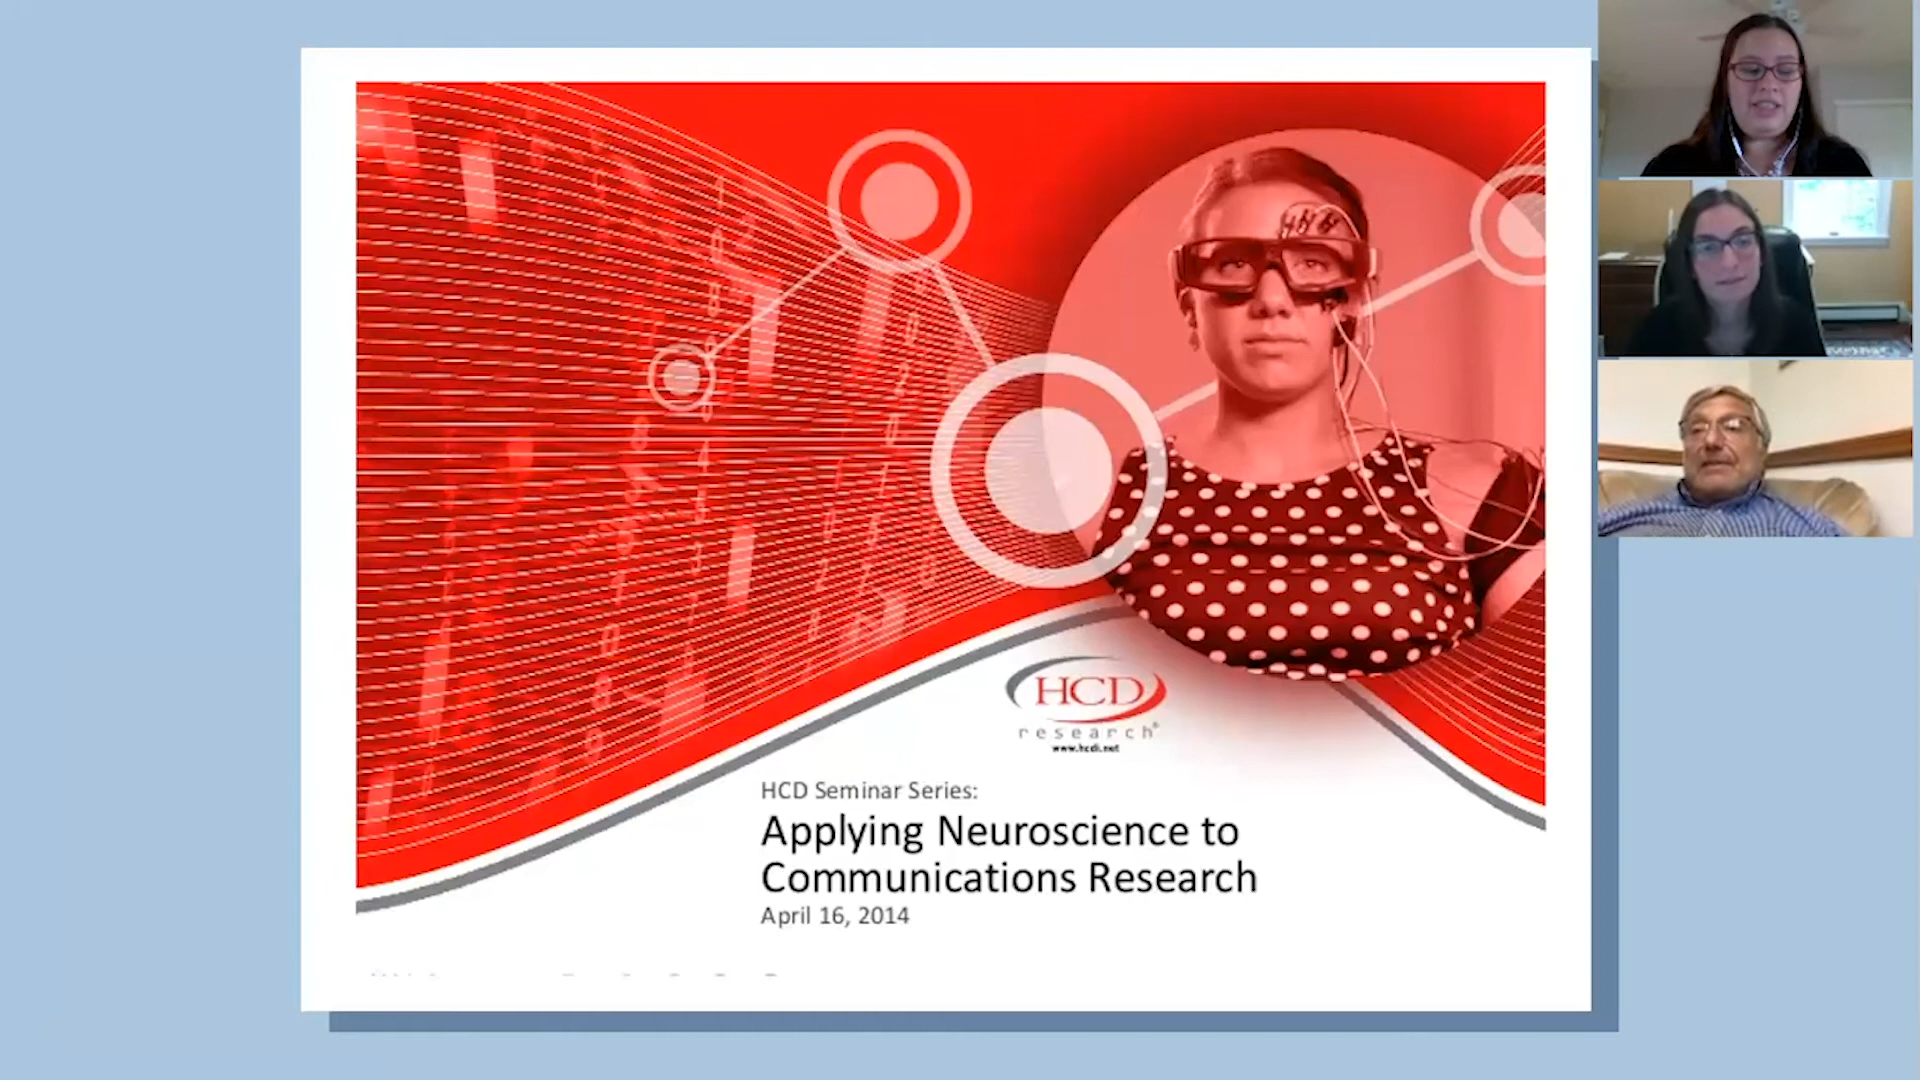 HCD
research®
www.hcdi.net
HCD Seminar Series:
Applying Neuroscience to
Communications Research
April 16, 2014